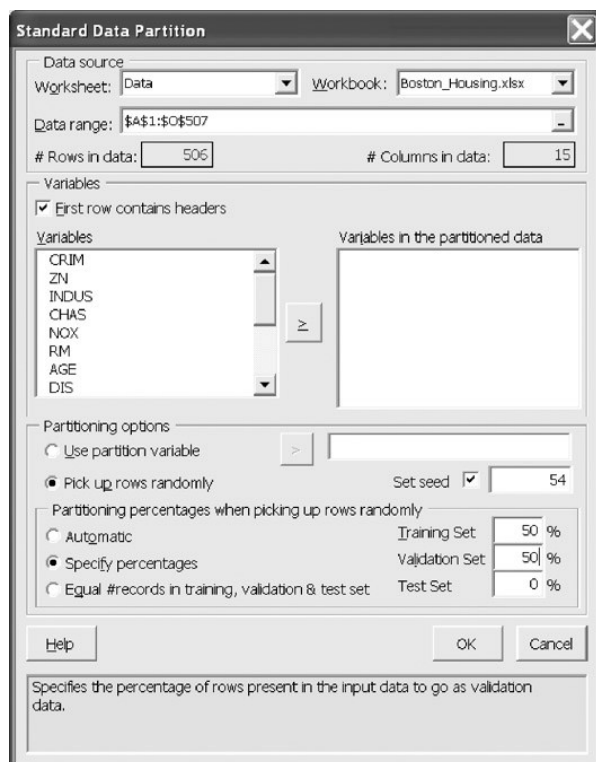 Standard Data Partition
Data source
Worksheet: Data Workbook: Boston_Housing.xlsx
Data range: $A$1:$O$507
# Rows in data: 506 # Columns in data: 15
Variables
First row contains headers
Variables Variables in the partitioned data
CRIM
ZN
INDUS
CHAS
NOX
RM
AGE
DIS
≥
Partitioning options
Use partition variable >
Pick up rows randomly Set seed 54
Partitioning percentages when picking up rows randomly
Automatic Training Set 50 %
Specify percentages Validation Set 50 %
Equal #records in training, validation & test set Test Set 0 %
Help OK Cancel
Specifies the percentage of rows present in the input data to go as validation
data.